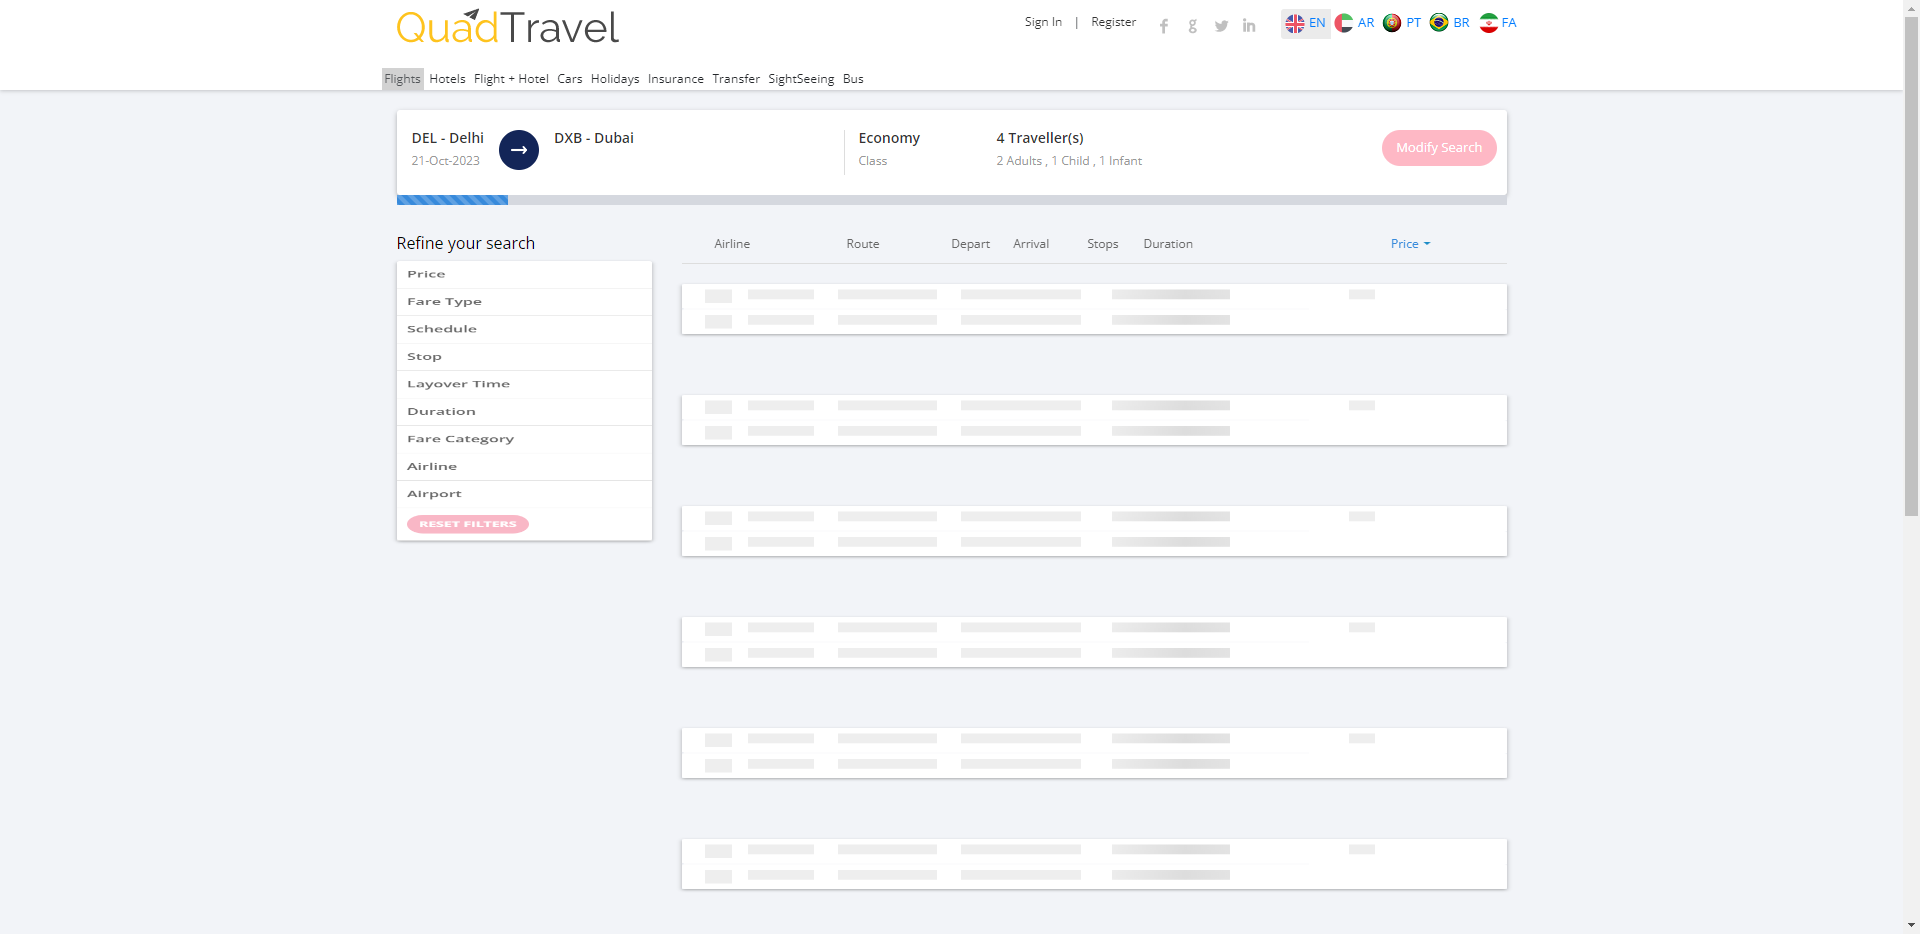 QuadTravel
Sign In | Register
EN AR PT BR FA
Flights Hotels Flight + Hotel Cars Holidays Insurance Transfer SightSeeing Bus
DEL - Delhi
21-Oct-2023
DXB - Dubai
Economy
Class
4 Traveller(s)
2 Adults , 1 Child , 1 Infant
Modify Search
Refine your search
Price
Fare Type
Schedule
Stop
Layover Time
Duration
Fare Category
Airline
Airport
RESET FILTERS
Airline Route Depart Arrival Stops Duration Price